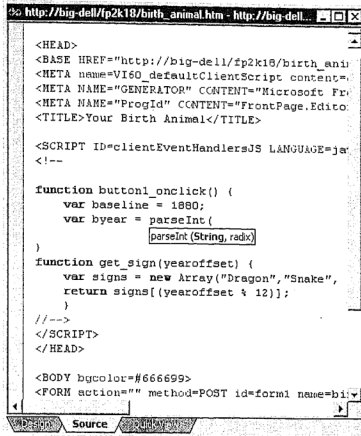 http://big-dell/fp2k18/birth_animal.htm - http://big-dell...
<HEAD>
<BASE HREF="http://big-dell/fp2k18/birth_ani
<META name=VI60_defaultClientScript content=
<META NAME="GENERATOR" CONTENT="Microsoft Fr
<META NAME="ProgId" CONTENT="FrontPage.Edito
<TITLE>Your Birth Animal</TITLE>
<SCRIPT ID=clientEventHandlersJS LANGUAGE=ja
<!--
function button1_onclick() {
var baseline = 1880;
var byear = parseInt(
parseInt (String, radix)
}
function get_sign(yearoffset) {
var signs = new Array("Dragon","Snake",
return signs[(yearoffset % 12)];
}
//-->
</SCRIPT>
</HEAD>
<BODY bgcolor=#666699>
<FORM action="" method=POST id=form1 name=bi
Design Source Quick View